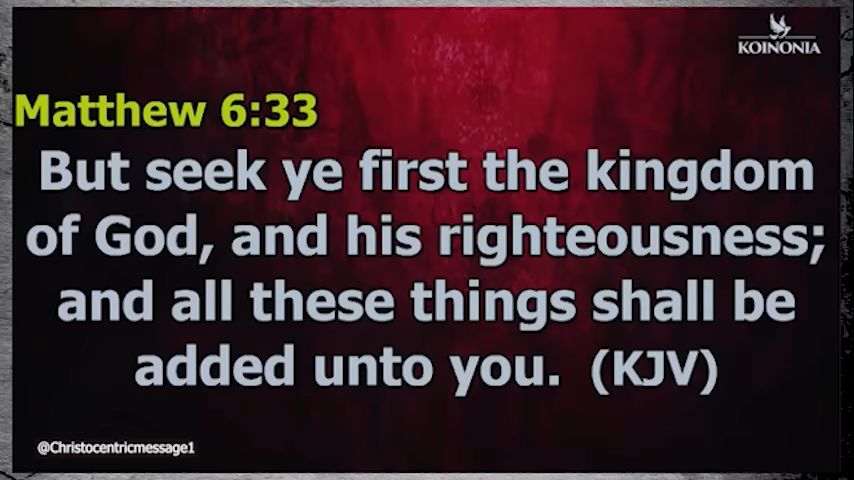 KOINONIA
Matthew 6:33
But seek ye first the kingdom
of God, and his righteousness;
and all these things shall be
added unto you. (KJV)
@Christocentricmessage1